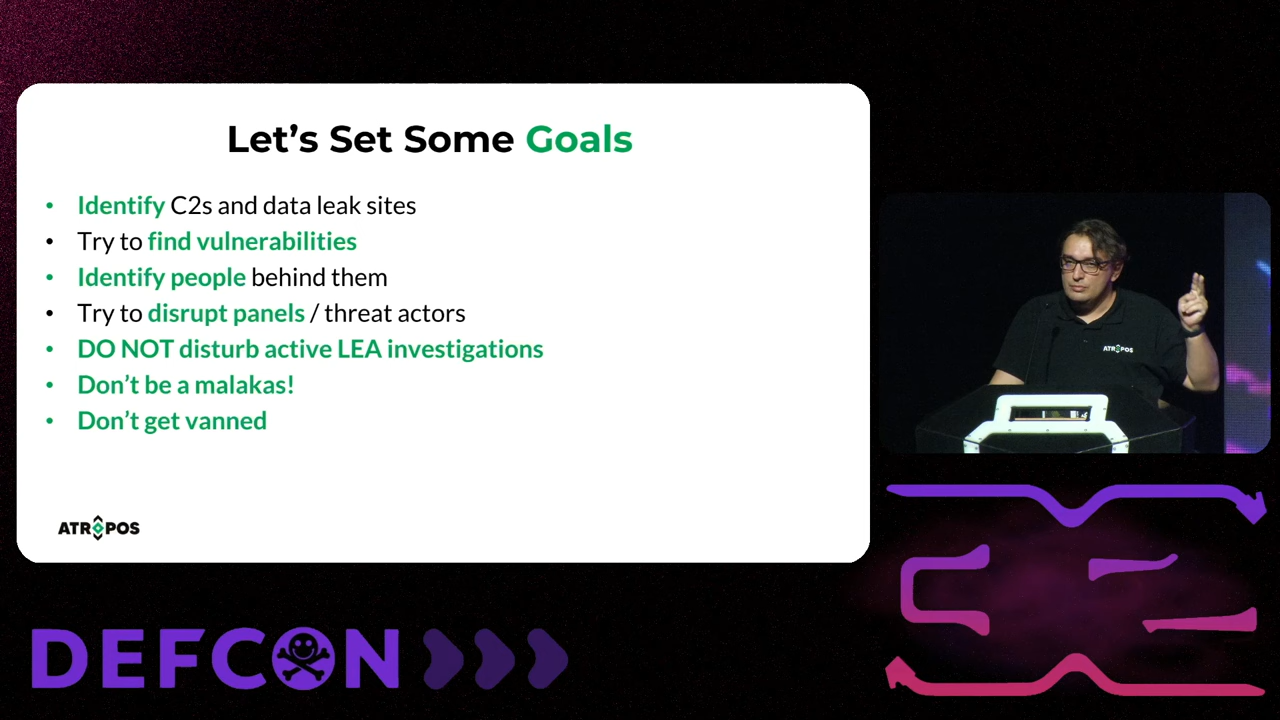 Let's Set Some Goals
• Identify C2s and data leak sites
• Try to find vulnerabilities
• Identify people behind them
• Try to disrupt panels / threat actors
• DO NOT disturb active LEA investigations
• Don't be a malakas!
• Don't get vanned
ATROPOS
ATROPOS
DEFCON